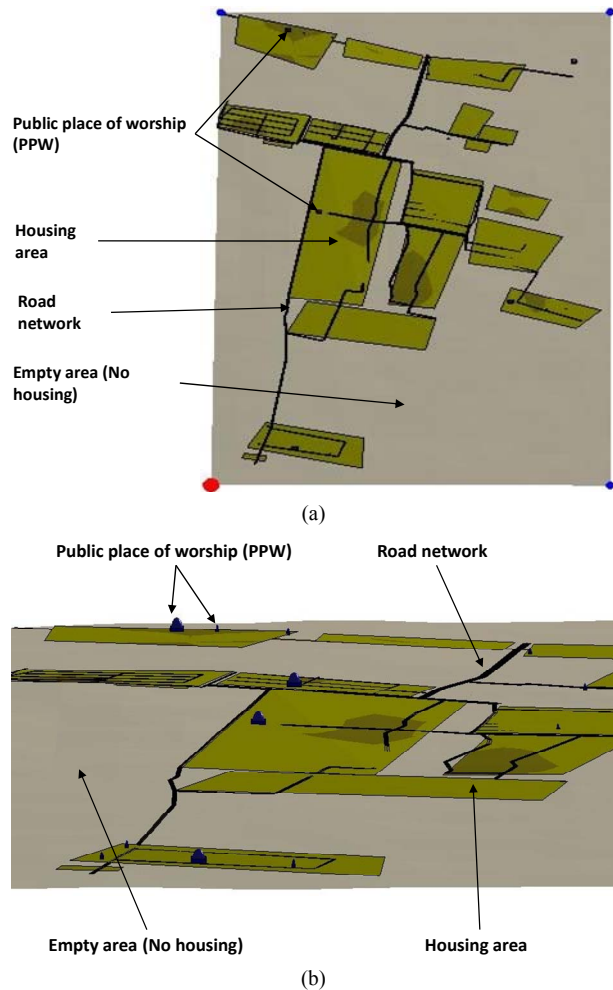 Public place of worship
(PPW)
Housing
area
Road
network
Empty area (No
housing)
(a)
Public place of worship (PPW)
Road network
Empty area (No housing)
Housing area
(b)